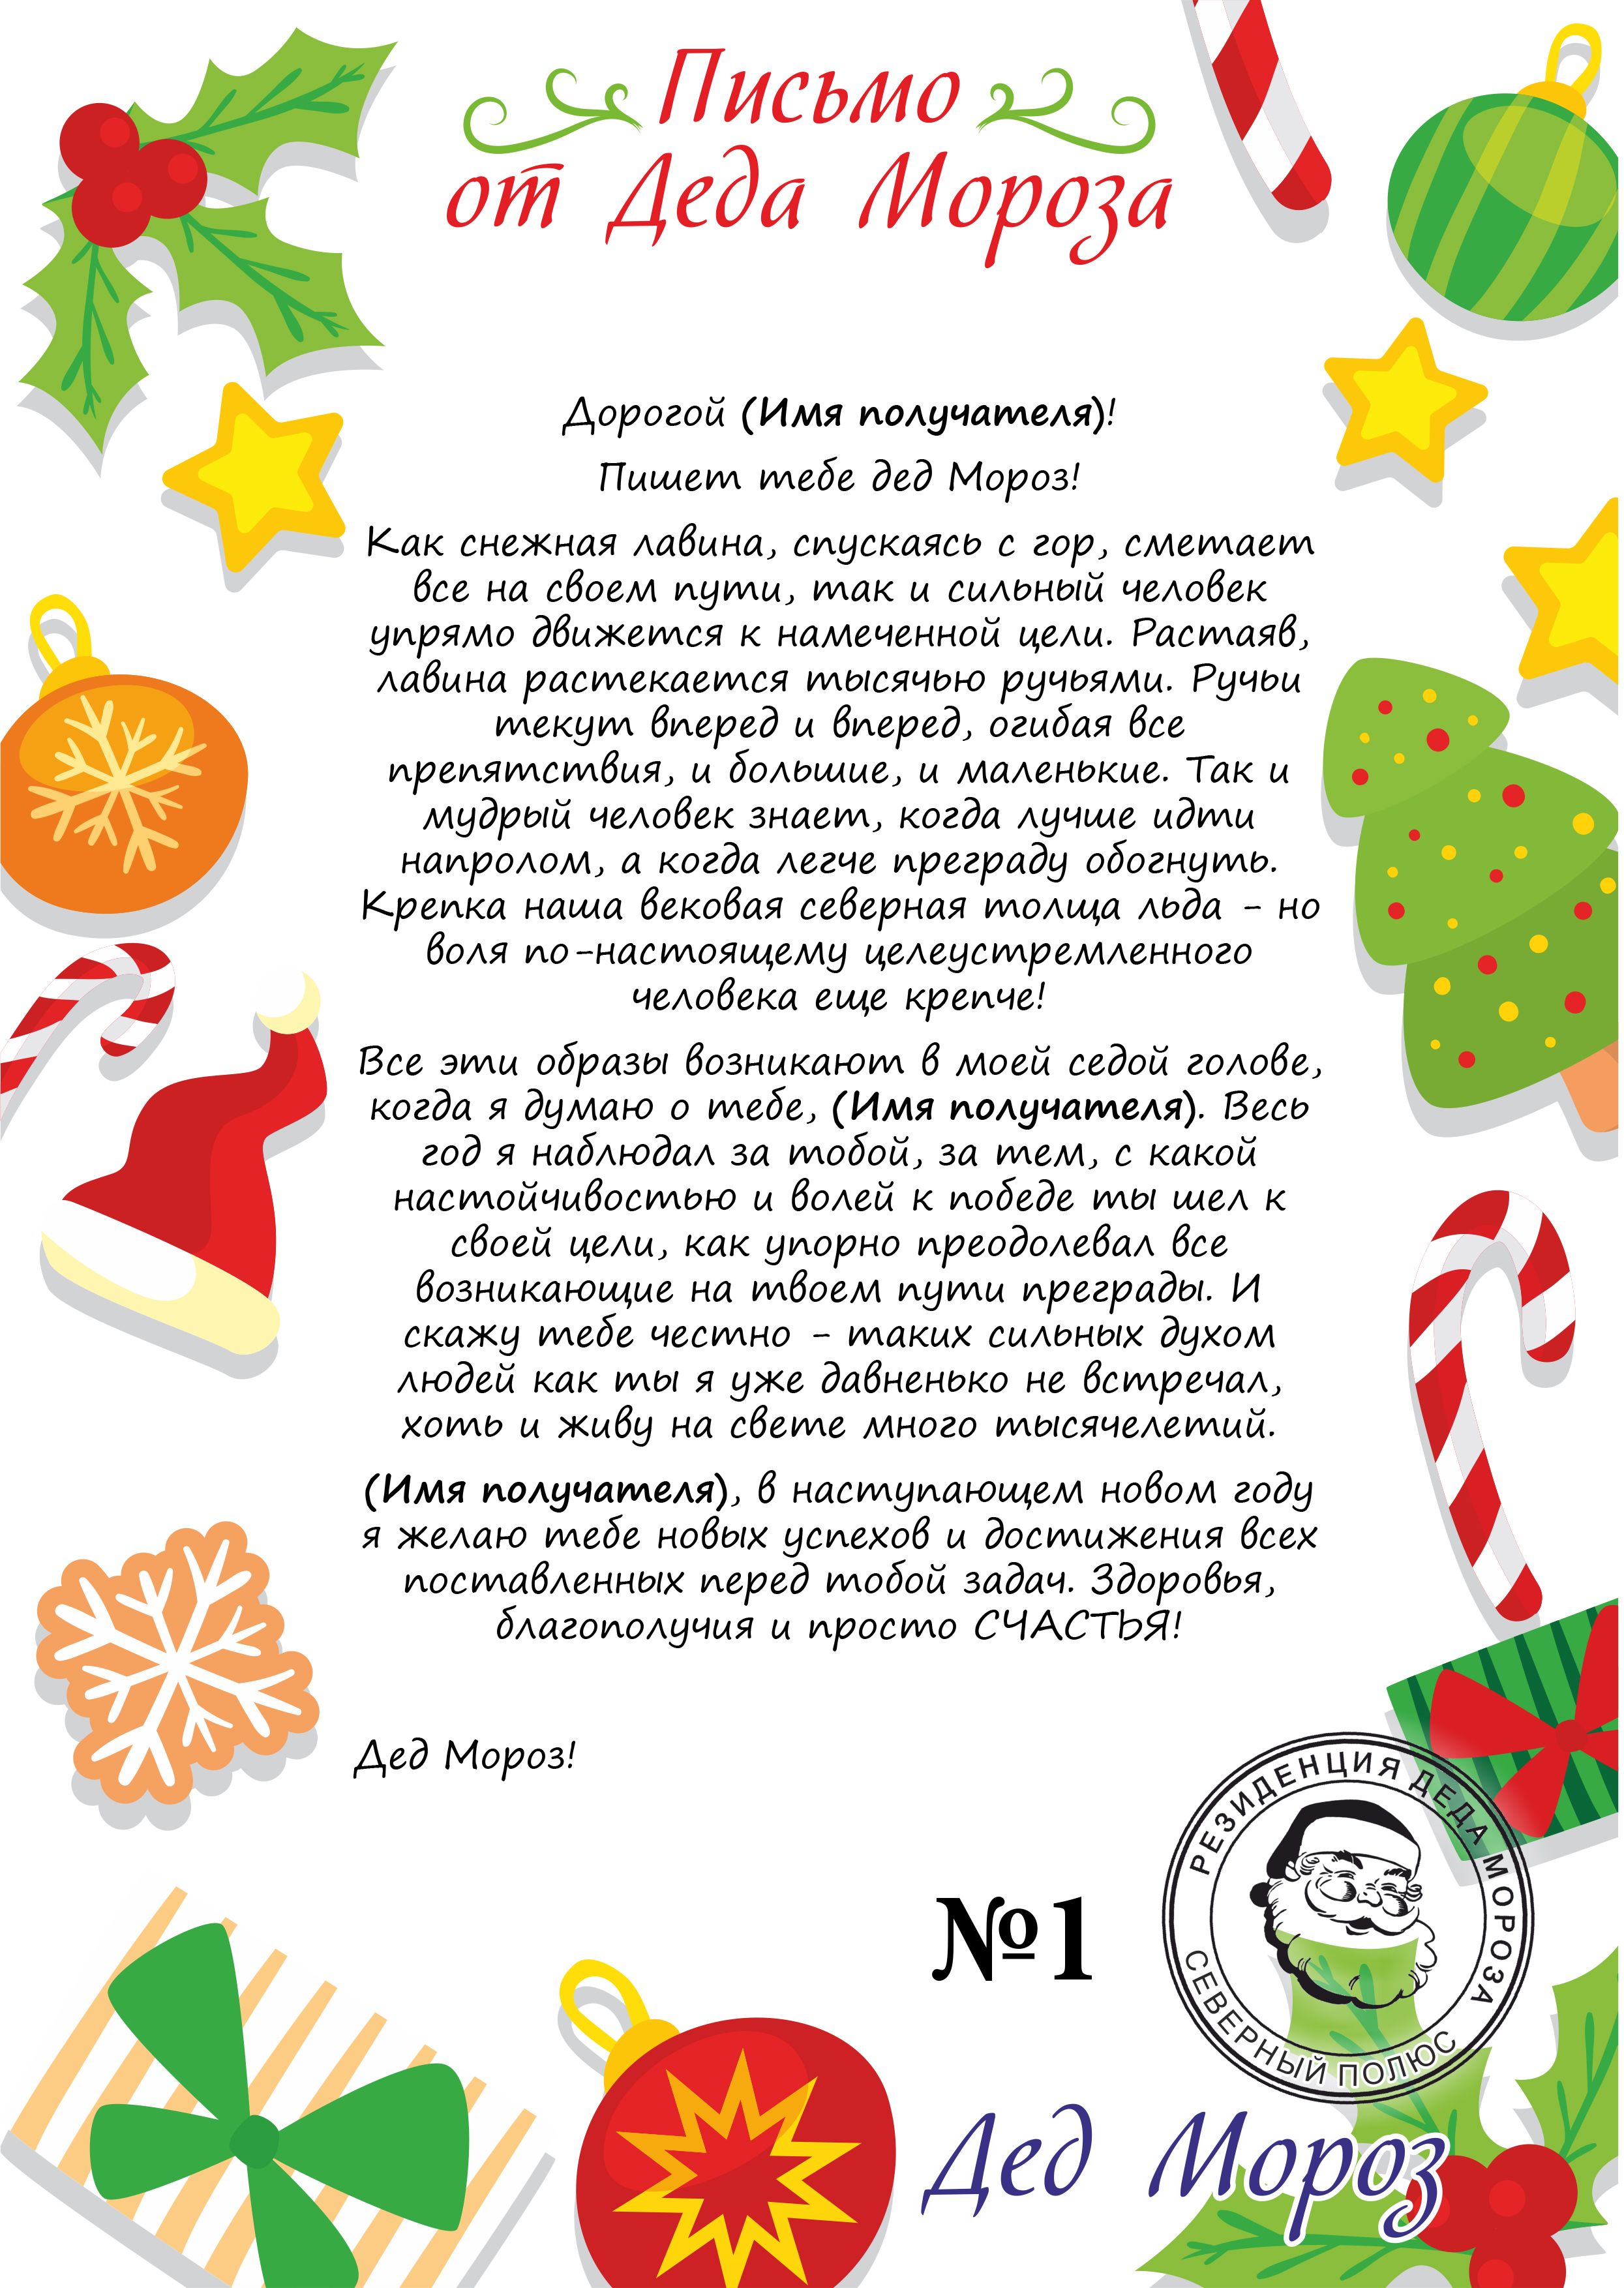 Письмо
от Деда Мороза
Дорогой (Имя получателя)!
Пишет тебе дед Мороз!
Как снежная лавина, спускаясь с гор, сметает
все на своем пути, так и сильный человек
упрямо движется к намеченной цели. Растаяв,
лавина растекается тысячью ручьями. Ручьи
текут вперед и вперед, огибая все
препятствия, и большие, и маленькие. Так и
мудрый человек знает, когда лучше идти
напролом, а когда легче преграду обогнуть.
Крепка наша вековая северная толща льда - но
воля по-настоящему целеустремленного
человека еще крепче!
Все эти образы возникают в моей седой голове,
когда я думаю о тебе, (Имя получателя). Весь
год я наблюдал за тобой, за тем, с какой
настойчивостью и волей к победе ты шел к
своей цели, как упорно преодолевал все
возникающие на твоем пути преграды. И
скажу тебе честно - таких сильных духом
людей как ты я уже давненько не встречал,
хоть и живу на свете много тысячелетий.
(Имя получателя), в наступающем новом году
я желаю тебе новых успехов и достижения всех
поставленных перед тобой задач. Здоровья,
благополучия и просто СЧАСТЬЯ!
Дед Мороз!
РЕЗИДЕНЦИЯ ДЕДА МОРОЗА
СЕВЕРНЫЙ ПОЛЮС
№1
Дед Мороз